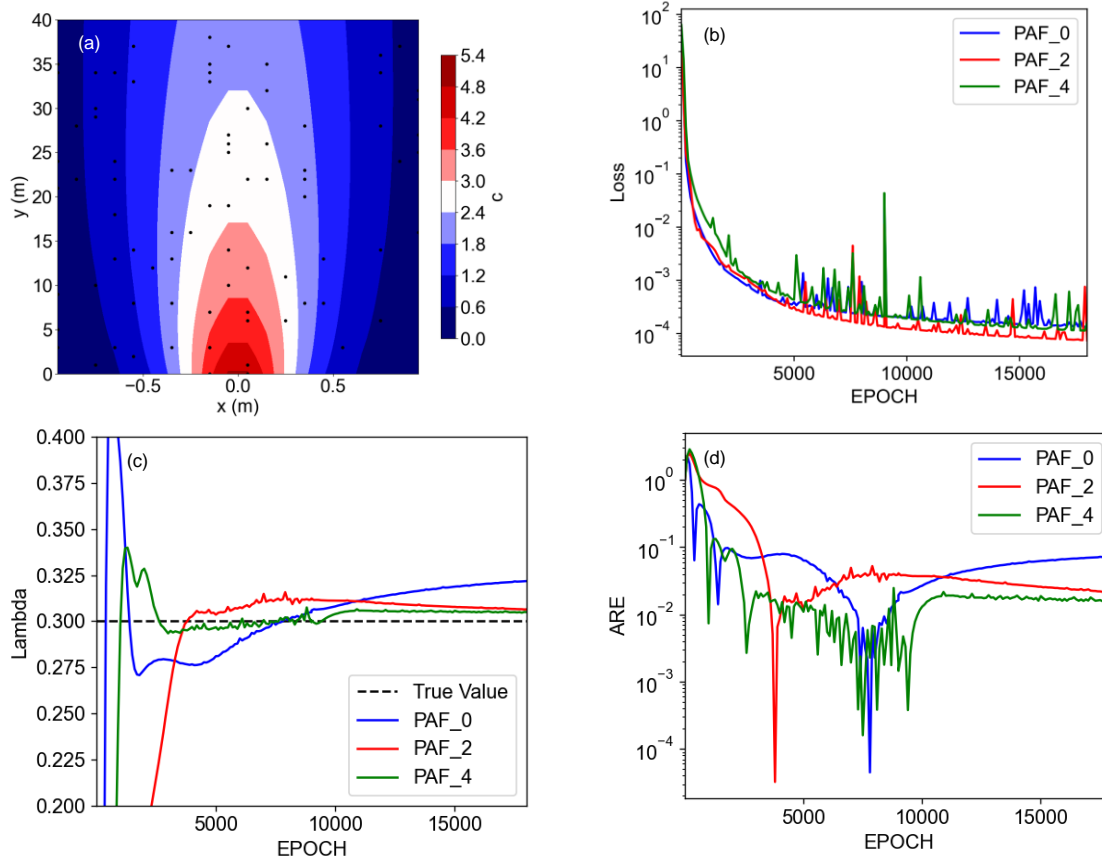 (a)
40
35
30
25
20
15
10
5
0
y (m)
−0.5
0.0
0.5
x (m)
5.4
4.8
4.2
3.6
3.0
2.4
1.8
1.2
0.6
0.0
c
(b)
PAF_0
PAF_2
PAF_4
10^2
10^1
10^0
10^−1
10^−2
10^−3
10^−4
Loss
5000
10000
15000
EPOCH
(c)
0.400
0.375
0.350
0.325
0.300
0.275
0.250
0.225
0.200
Lambda
True Value
PAF_0
PAF_2
PAF_4
5000
10000
15000
EPOCH
(d)
PAF_0
PAF_2
PAF_4
10^0
10^−1
10^−2
10^−3
10^−4
ARE
5000
10000
15000
EPOCH